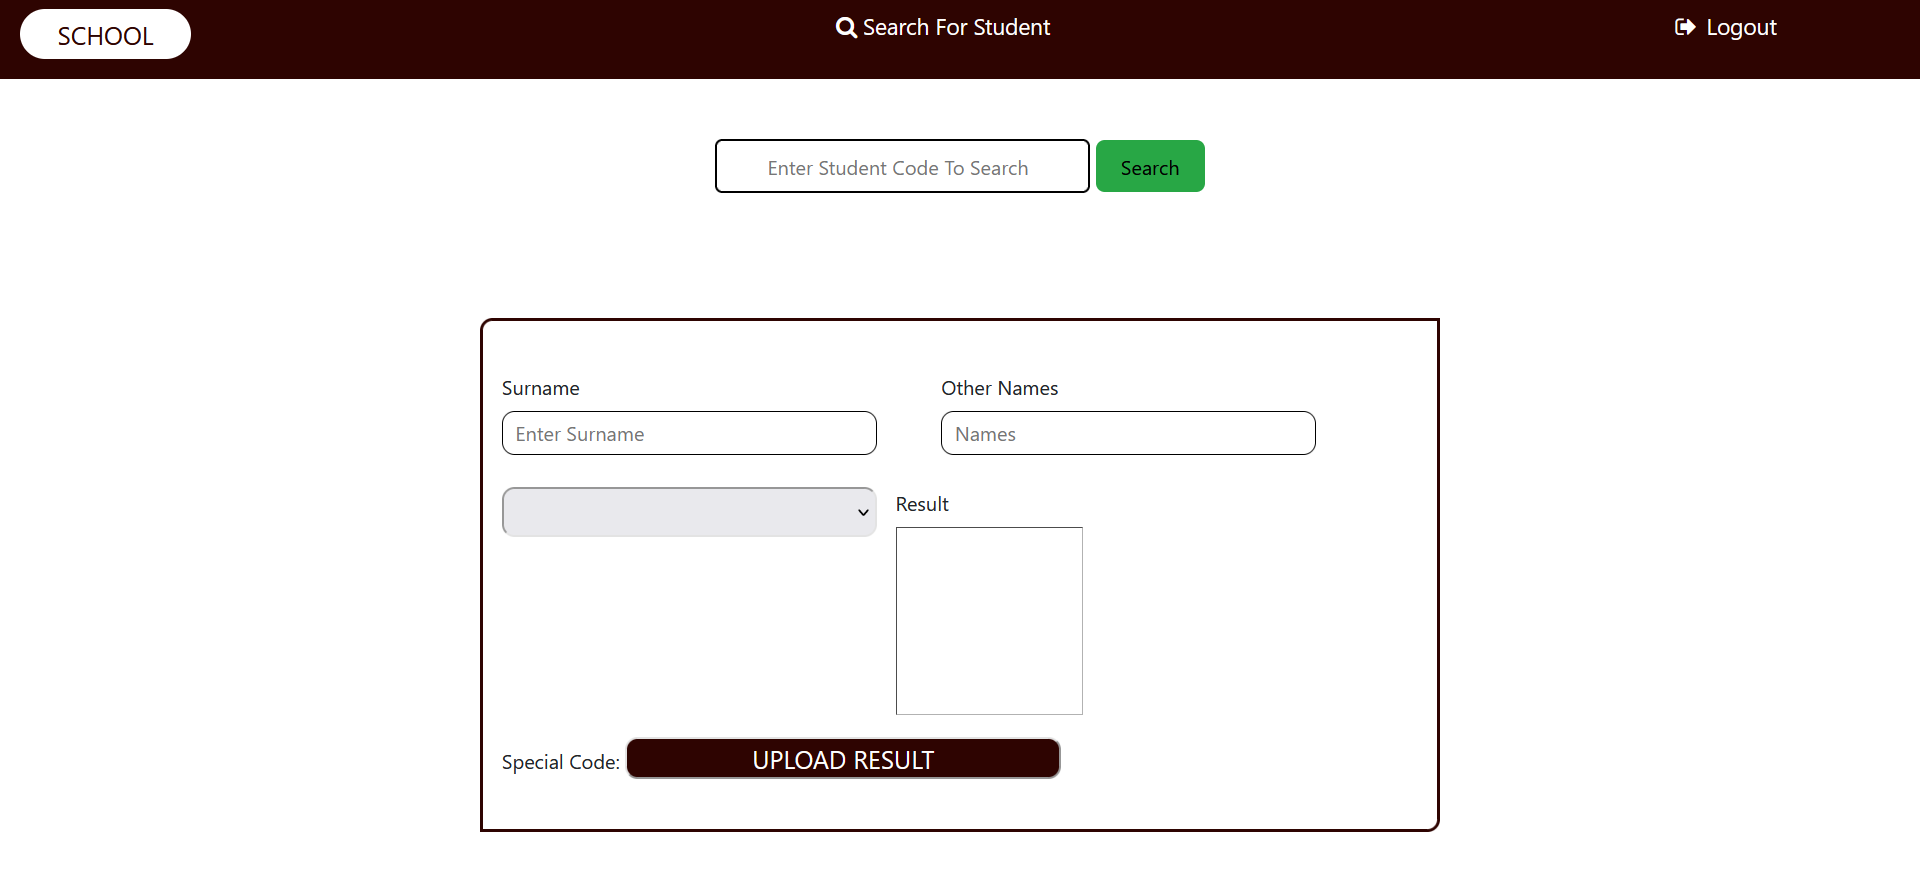 SCHOOL
Search For Student
Logout
Enter Student Code To Search
Search
Surname
Other Names
Enter Surname
Names
Result
Special Code:
UPLOAD RESULT